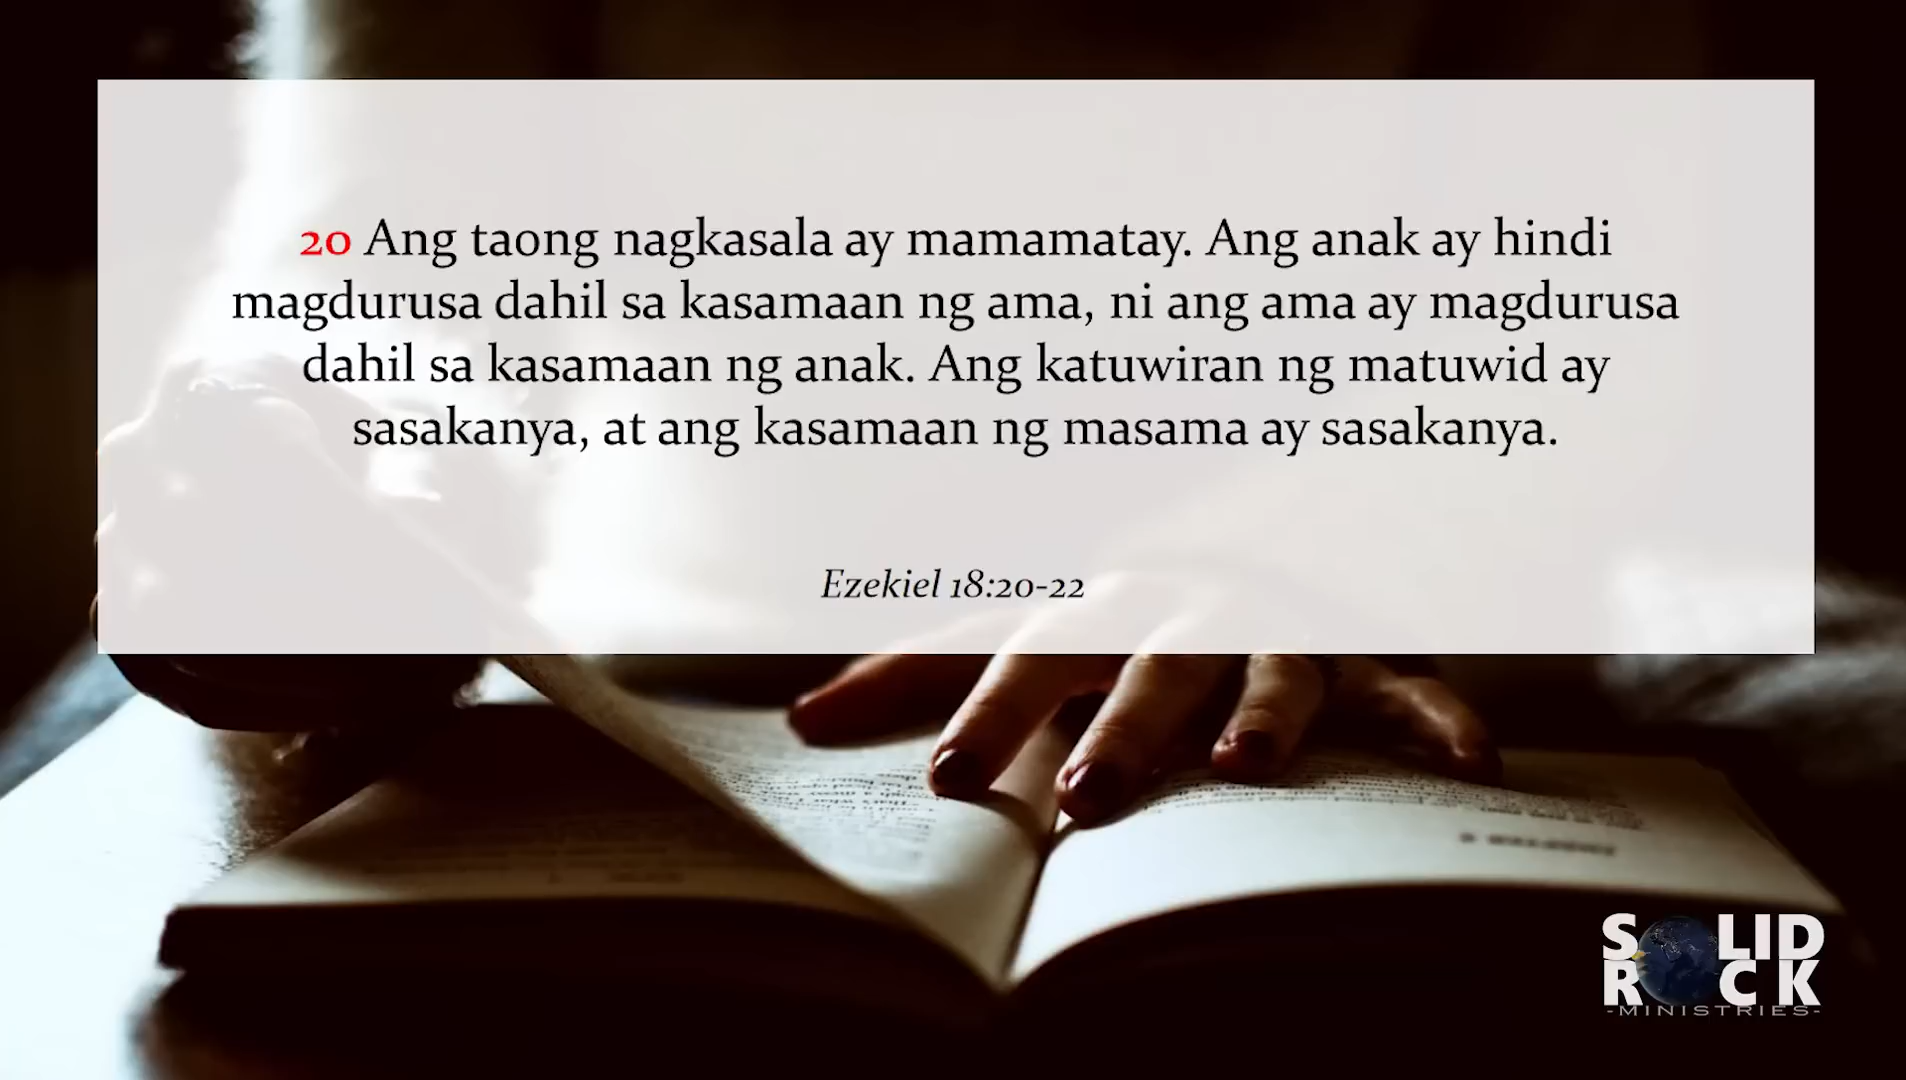 20 Ang taong nagkasala ay mamamatay. Ang anak ay hindi
magdurusa dahil sa kasamaan ng ama, ni ang ama ay magdurusa
dahil sa kasamaan ng anak. Ang katuwiran ng matuwid ay
sasakanya, at ang kasamaan ng masama ay sasakanya.
Ezekiel 18:20-22
SOLID
ROCK
-MINISTRIES-